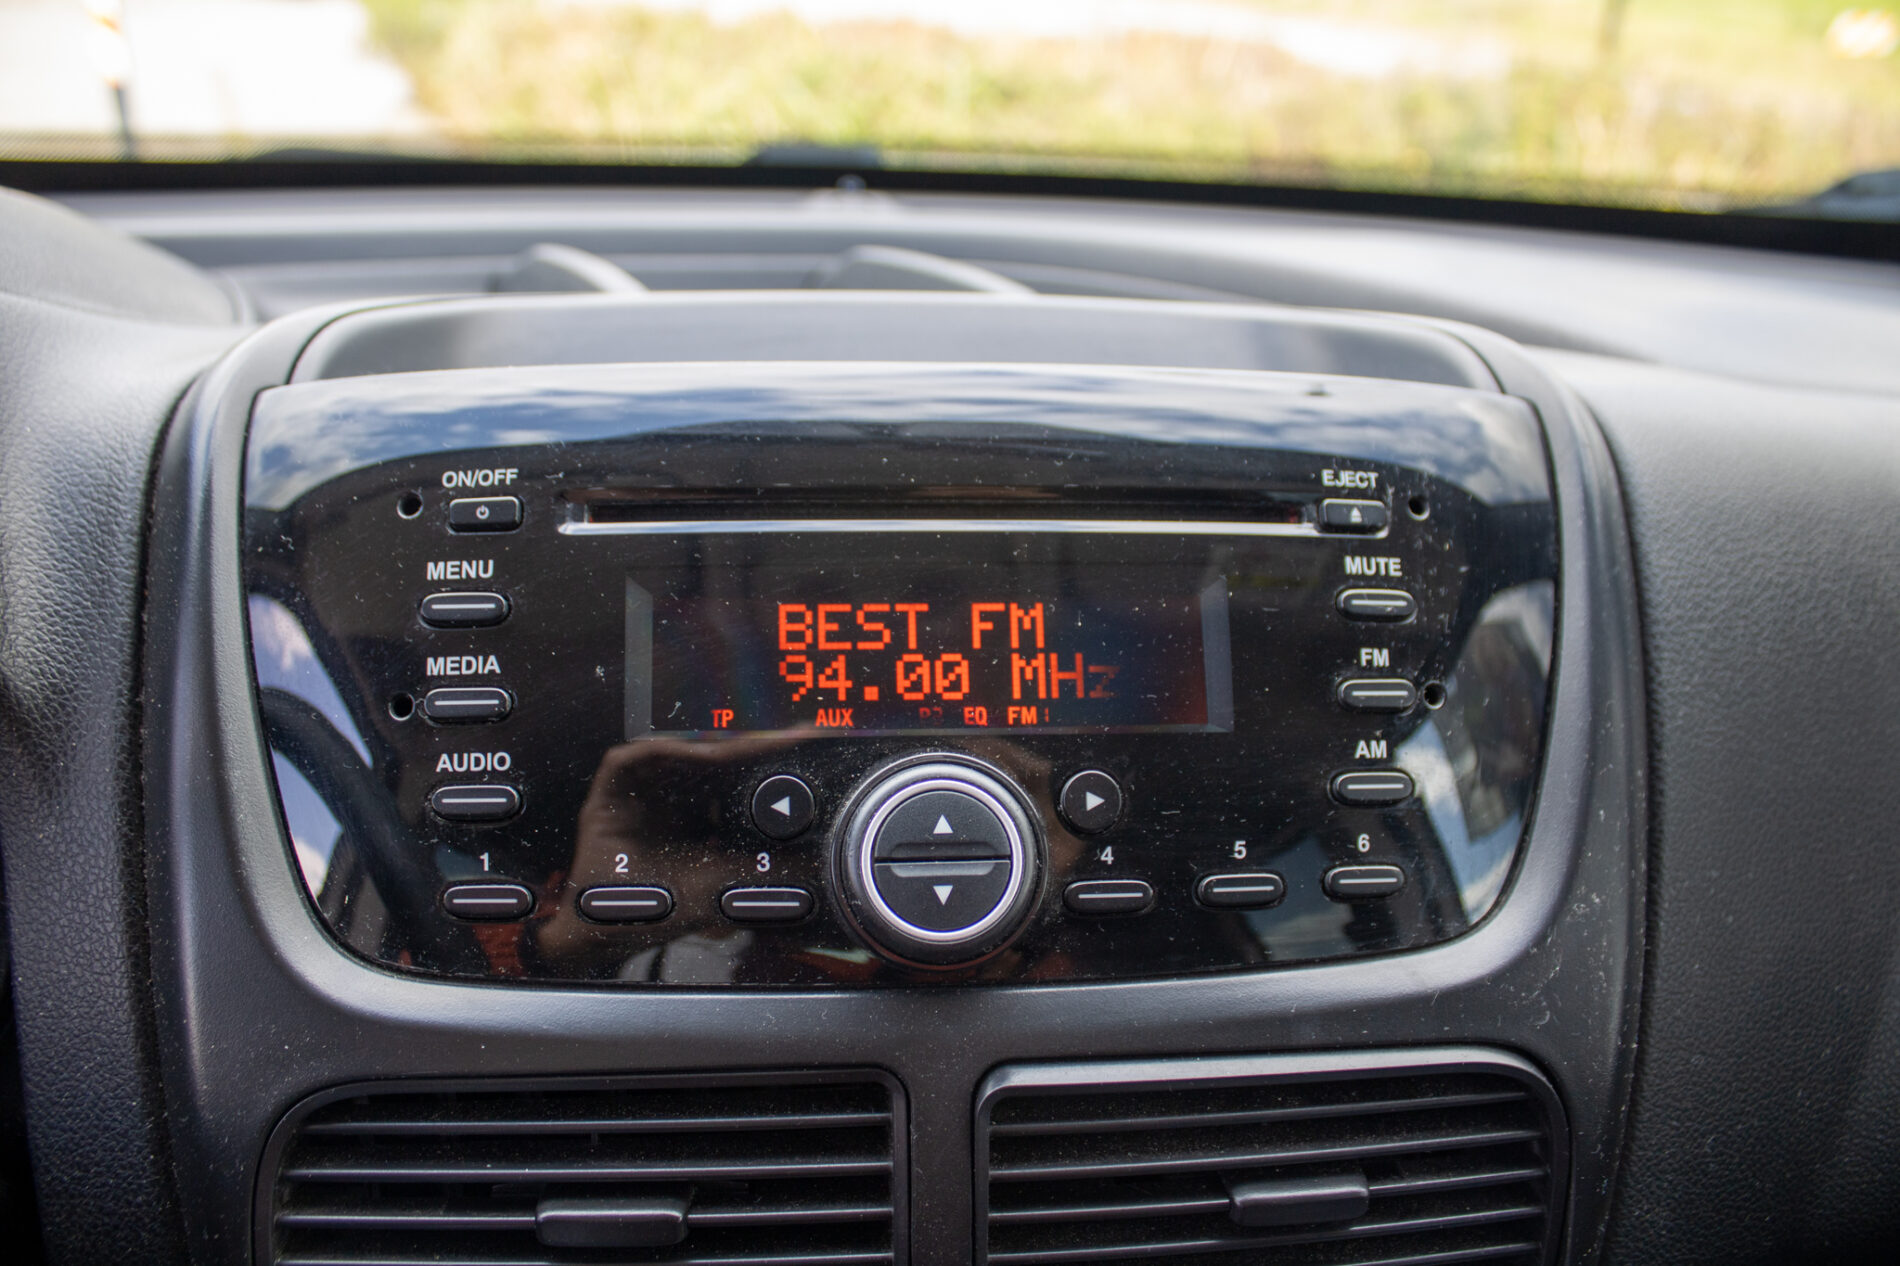 ON/OFF
EJECT
MENU
MUTE
BEST FM
94.00 MHz
MEDIA
FM
TP AUX EQ FM
AUDIO
AM
1 2 3 4 5 6